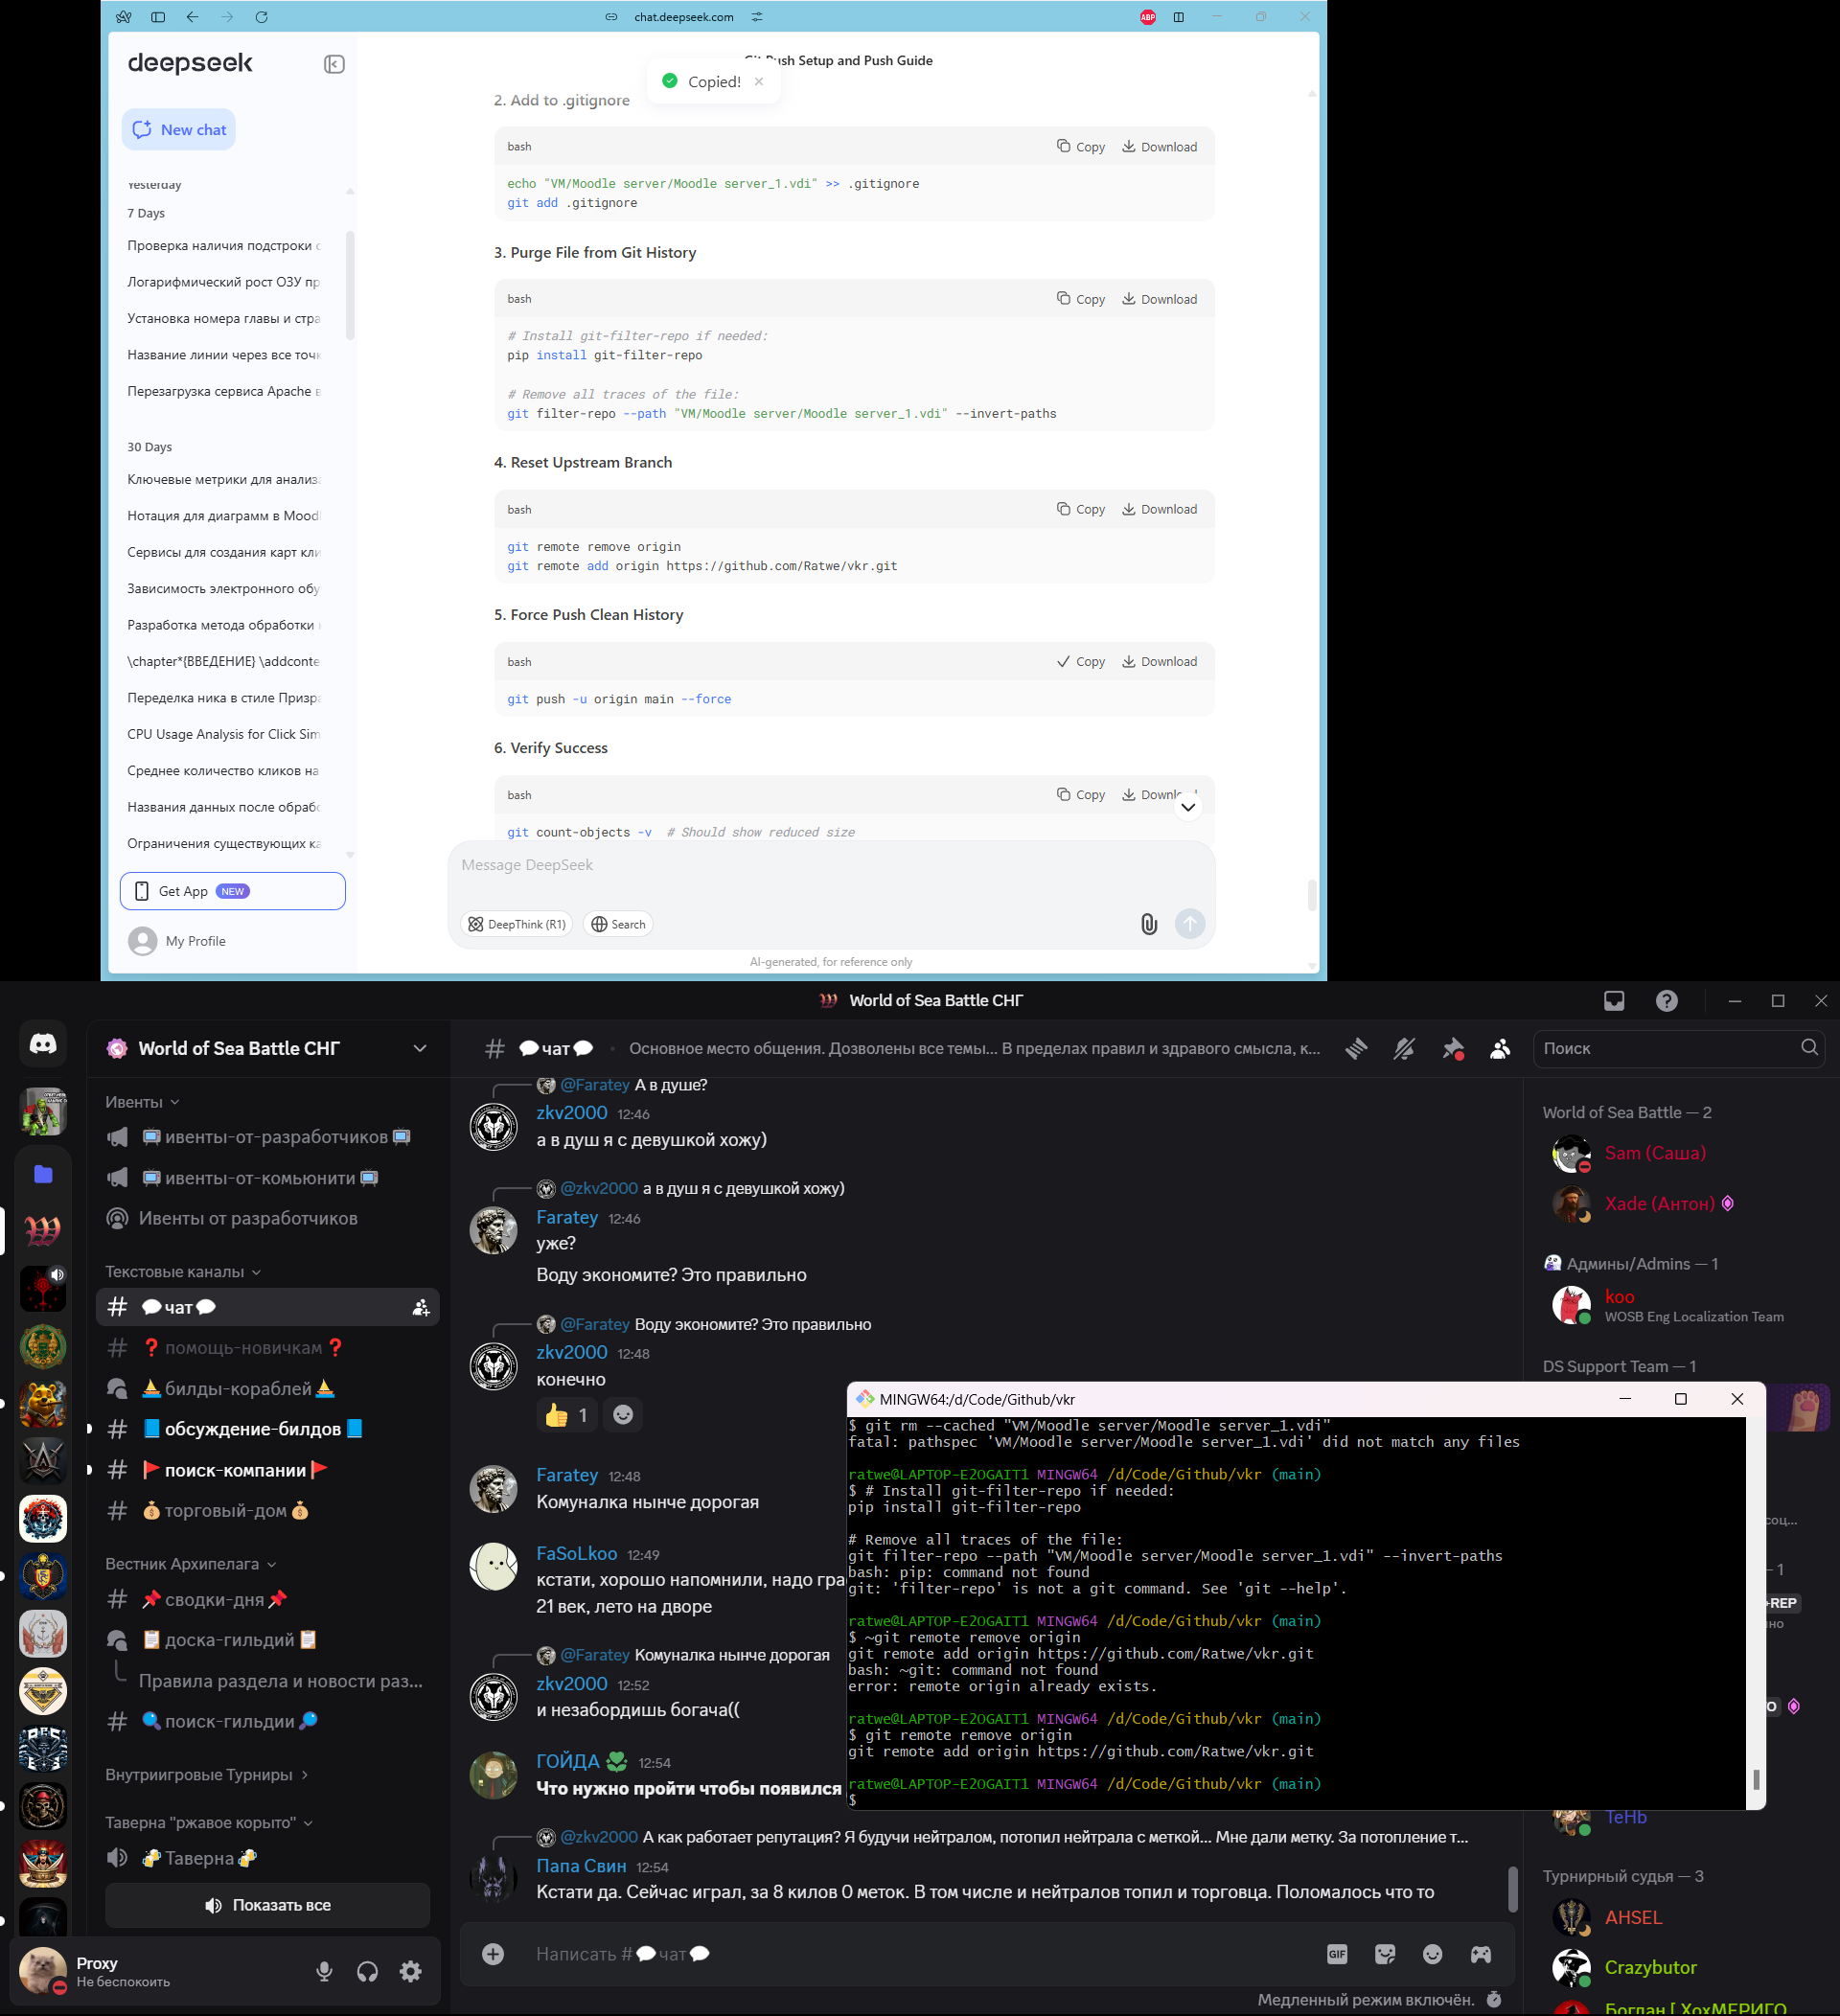 chat.deepseek.com
ABP
deepseek
New chat
Yesterday
7 Days
Проверка наличия подстроки с
Логарифмический рост ОЗУ пр
Установка номера главы и стра
Название линии через все точк
Перезагрузка сервиса Apache в
30 Days
Ключевые метрики для анализа
Нотация для диаграмм в Mood
Сервисы для создания карт кли
Зависимость электронного обу
Разработка метода обработки
\chapter*{ВВЕДЕНИЕ} \addconte
Переделка ника в стиле Призра
CPU Usage Analysis for Click Sim
Среднее количество кликов на
Названия данных после обрабо
Ограничения существующих ка
Get App NEW
My Profile
Git Push Setup and Push Guide
Copied!
2. Add to .gitignore
bash Copy Download
echo "VM/Moodle server/Moodle server_1.vdi" >> .gitignore
git add .gitignore
3. Purge File from Git History
bash Copy Download
# Install git-filter-repo if needed:
pip install git-filter-repo
# Remove all traces of the file:
git filter-repo --path "VM/Moodle server/Moodle server_1.vdi" --invert-paths
4. Reset Upstream Branch
bash Copy Download
git remote remove origin
git remote add origin https://github.com/Ratwe/vkr.git
5. Force Push Clean History
bash Copy Download
git push -u origin main --force
6. Verify Success
bash Copy Download
git count-objects -v # Should show reduced size
Message DeepSeek
DeepThink (R1) Search
AI-generated, for reference only
World of Sea Battle СНГ
World of Sea Battle СНГ
Ивенты
ивенты-от-разработчиков
ивенты-от-комьюнити
Ивенты от разработчиков
Текстовые каналы
чат
помощь-новичкам
билды-кораблей
обсуждение-билдов
поиск-компании
торговый-дом
Вестник Архипелага
сводки-дня
доска-гильдий
Правила раздела и новости раз...
поиск-гильдии
Внутриигровые Турниры
Таверна "ржавое корыто"
Таверна
Показать все
Proxy
Не беспокоить
чат Основное место общения. Дозволены все темы... В пределах правил и здравого смысла, к...
Поиск
@Faratey А в душе?
zkv2000 12:46
а в душ я с девушкой хожу)
@zkv2000 а в душ я с девушкой хожу)
Faratey 12:46
уже?
Воду экономите? Это правильно
@Faratey Воду экономите? Это правильно
zkv2000 12:48
конечно
1
Faratey 12:48
Комуналка нынче дорогая
FaSoLkoo 12:49
кстати, хорошо напомнили, надо гра
21 век, лето на дворе
@Faratey Комуналка нынче дорогая
zkv2000 12:52
и незабордишь богача((
ГОЙДА 12:54
Что нужно пройти чтобы появился
@zkv2000 А как работает репутация? Я будучи нейтралом, потопил нейтрала с меткой... Мне дали метку. За потопление т...
Папа Свин 12:54
Кстати да. Сейчас играл, за 8 килов 0 меток. В том числе и нейтралов топил и торговца. Поломалось что то
Написать #чат
GIF
Медленный режим включён.
MINGW64:/d/Code/Github/vkr
$ git rm --cached "VM/Moodle server/Moodle server_1.vdi"
fatal: pathspec 'VM/Moodle server/Moodle server_1.vdi' did not match any files
ratwe@LAPTOP-E2OGAIT1 MINGW64 /d/Code/Github/vkr (main)
$ # Install git-filter-repo if needed:
pip install git-filter-repo
# Remove all traces of the file:
git filter-repo --path "VM/Moodle server/Moodle server_1.vdi" --invert-paths
bash: pip: command not found
git: 'filter-repo' is not a git command. See 'git --help'.
ratwe@LAPTOP-E2OGAIT1 MINGW64 /d/Code/Github/vkr (main)
$ ~git remote remove origin
git remote add origin https://github.com/Ratwe/vkr.git
bash: ~git: command not found
error: remote origin already exists.
ratwe@LAPTOP-E2OGAIT1 MINGW64 /d/Code/Github/vkr (main)
$ git remote remove origin
git remote add origin https://github.com/Ratwe/vkr.git
ratwe@LAPTOP-E2OGAIT1 MINGW64 /d/Code/Github/vkr (main)
$
World of Sea Battle — 2
Sam (Саша)
Xade (Антон)
Админы/Admins — 1
koo
WOSB Eng Localization Team
DS Support Team — 1
соц...
– 1
+REP
но
TeHb
Турнирный судья — 3
AHSEL
Crazybutor
Богдан [ ХохМЕРИГО